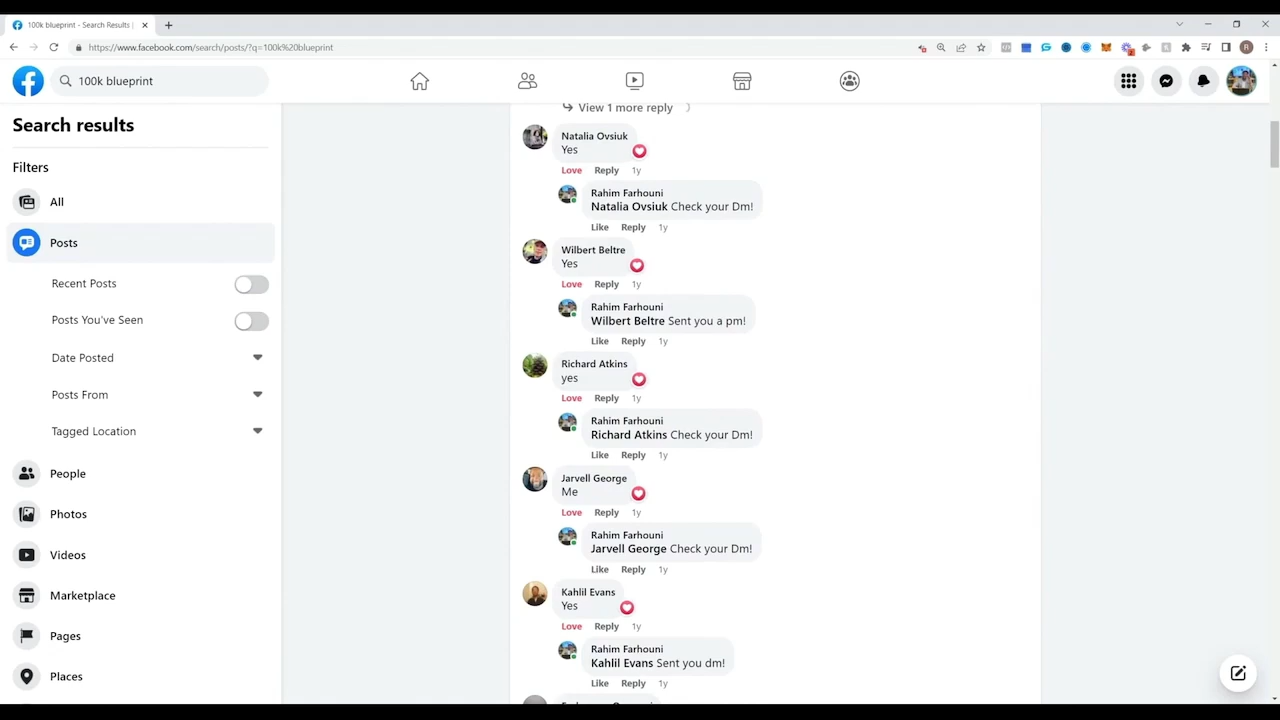 100k blueprint - Search Results |
https://www.facebook.com/search/posts/?q=100k%20blueprint
100k blueprint
Search results
Filters
All
Posts
Recent Posts
Posts You've Seen
Date Posted
Posts From
Tagged Location
People
Photos
Videos
Marketplace
Pages
Places
View 1 more reply
Natalia Ovsiuk
Yes
Love Reply 1y
Rahim Farhouni
Natalia Ovsiuk Check your Dm!
Like Reply 1y
Wilbert Beltre
Yes
Love Reply 1y
Rahim Farhouni
Wilbert Beltre Sent you a pm!
Like Reply 1y
Richard Atkins
yes
Love Reply 1y
Rahim Farhouni
Richard Atkins Check your Dm!
Like Reply 1y
Jarvell George
Me
Love Reply 1y
Rahim Farhouni
Jarvell George Check your Dm!
Like Reply 1y
Kahlil Evans
Yes
Love Reply 1y
Rahim Farhouni
Kahlil Evans Sent you dm!
Like Reply 1y